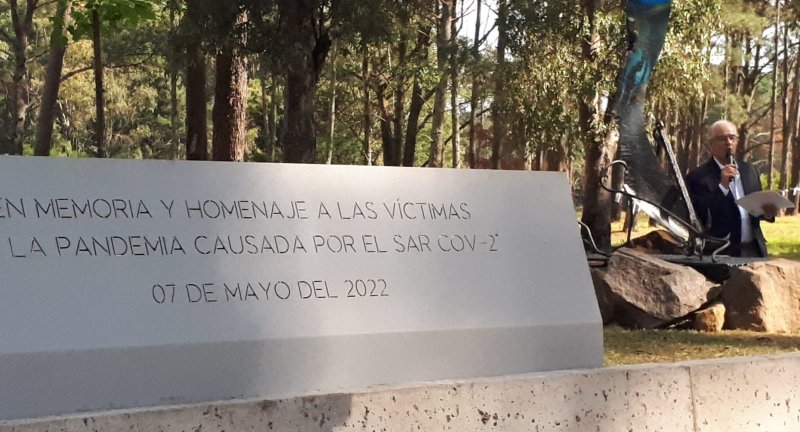 EN MEMORIA Y HOMENAJE A LAS VÍCTIMAS
LA PANDEMIA CAUSADA POR EL SAR COV-2"
07 DE MAYO DEL 2022